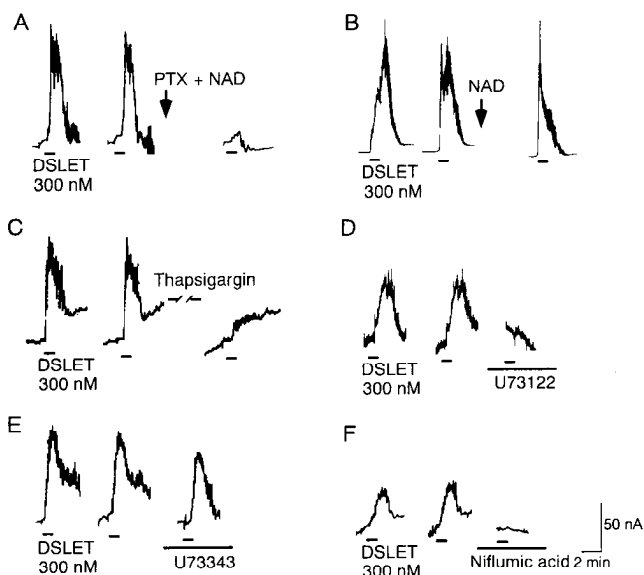 A
PTX + NAD
DSLET
300 nM
B
NAD
DSLET
300 nM
C
Thapsigargin
DSLET
300 nM
D
DSLET
300 nM
U73122
E
DSLET
300 nM
U73343
F
DSLET
300 nM
Niflumic acid
50 nA
2 min